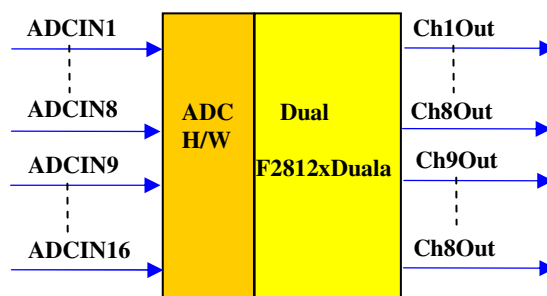 ADCIN1
ADCIN8
ADCIN9
ADCIN16
ADC
H/W
Dual
F2812xDuala
Ch1Out
Ch8Out
Ch9Out
Ch8Out